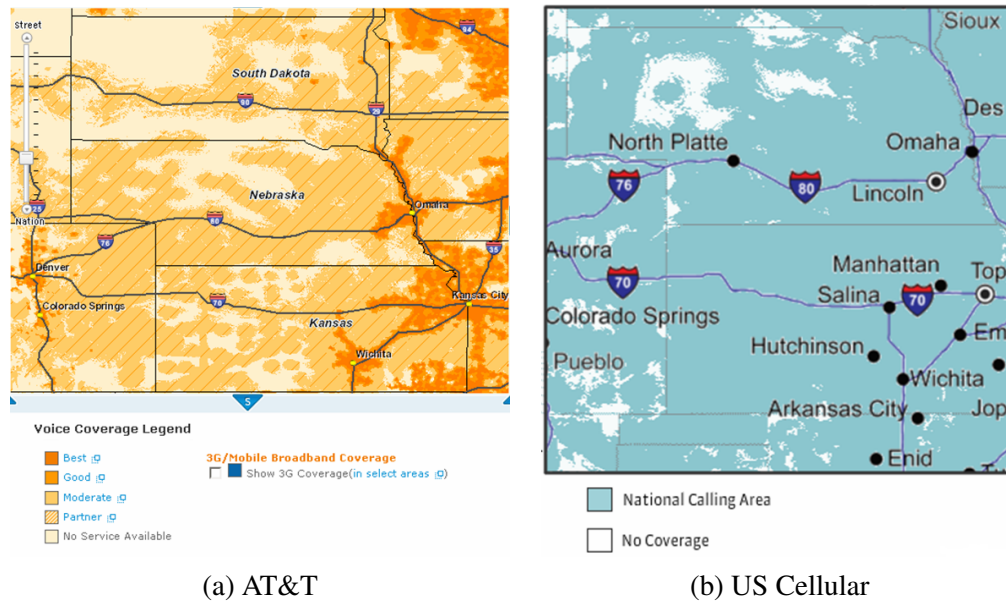 Street
94
South Dakota
90
29
Nebraska
25
Nation
80
Omaha
76
35
Denver
Kansas City
70
Colorado Springs
Kansas
Wichita
S
Voice Coverage Legend
Best
Good
Moderate
Partner
No Service Available
3G/Mobile Broadband Coverage
Show 3G Coverage(in select areas)
(a) AT&T
Sioux
Des
North Platte
Omaha
76
80
Lincoln
Aurora
Manhattan
Top
70
Salina
70
Colorado Springs
Em
Hutchinson
Pueblo
Wichita
Arkansas City
Jop
Enid
National Calling Area
No Coverage
(b) US Cellular